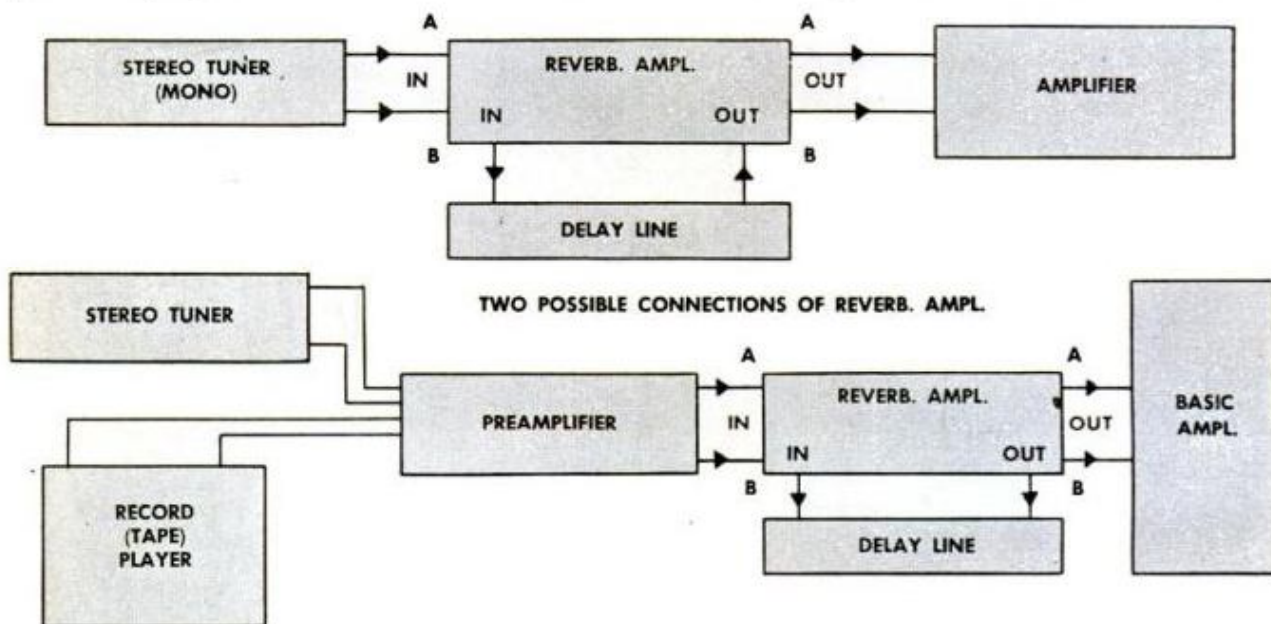 A
A
STEREO TUNER
(MONO)
IN
REVERB. AMPL.
OUT
AMPLIFIER
IN
OUT
B
B
DELAY LINE
STEREO TUNER
TWO POSSIBLE CONNECTIONS OF REVERB. AMPL.
A
A
PREAMPLIFIER
IN
REVERB. AMPL.
OUT
BASIC
AMPL.
IN
OUT
B
B
RECORD
(TAPE)
PLAYER
DELAY LINE